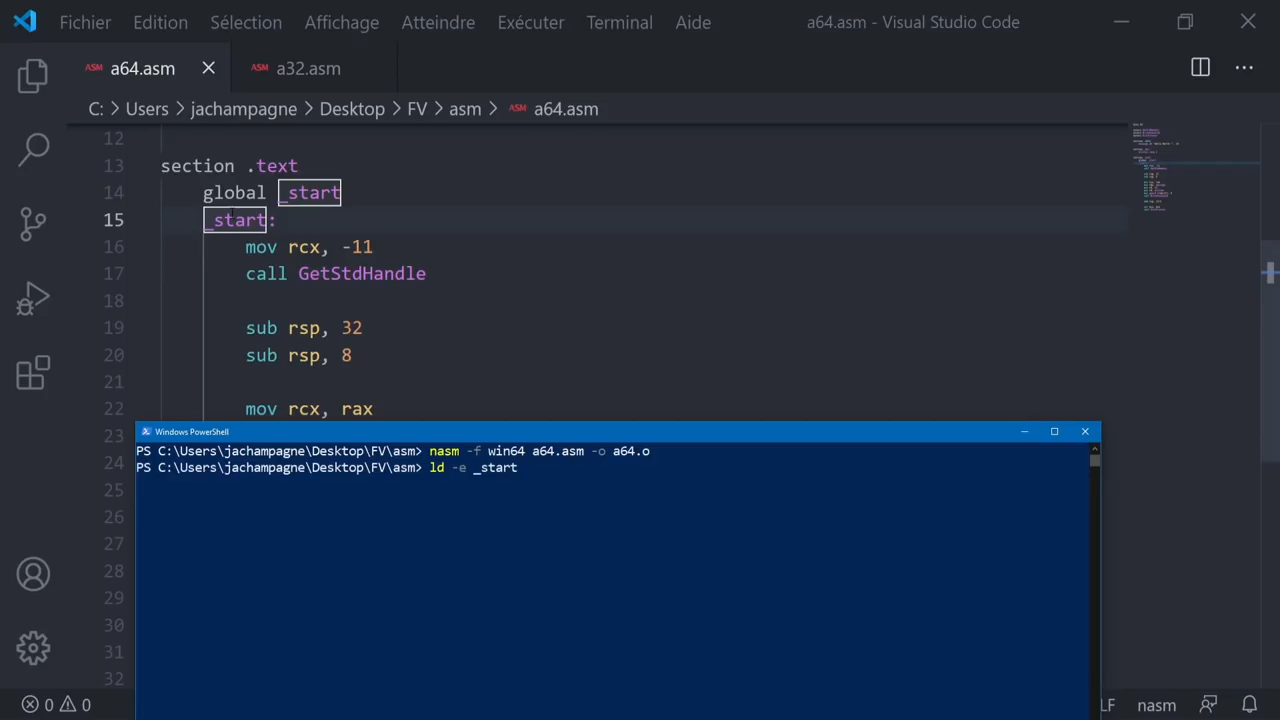 Fichier Edition Sélection Affichage Atteindre Exécuter Terminal Aide a64.asm - Visual Studio Code
ASM a64.asm ASM a32.asm
C: > Users > jachampagne > Desktop > FV > asm > ASM a64.asm
12
13 section .text
14 global _start
15 _start:
16 mov rcx, -11
17 call GetStdHandle
18
19 sub rsp, 32
20 sub rsp, 8
21
22 mov rcx, rax
23
24
25
26
27
28
29
30
31
32
Windows PowerShell
PS C:\Users\jachampagne\Desktop\FV\asm> nasm -f win64 a64.asm -o a64.o
PS C:\Users\jachampagne\Desktop\FV\asm> ld -e _start
0 0 LF nasm